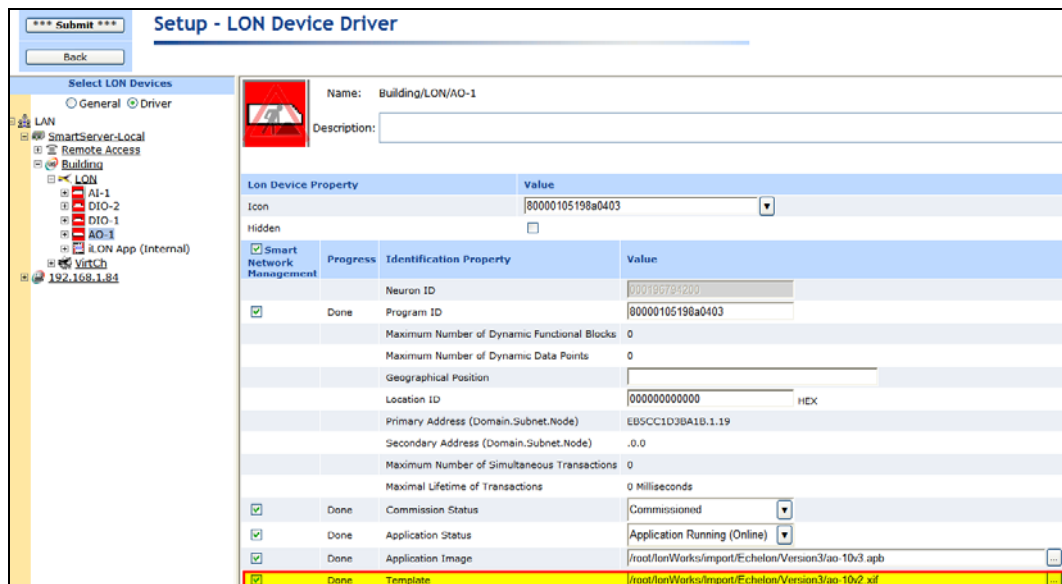 *** Submit ***
Back
Setup - LON Device Driver
Select LON Devices
General Driver
LAN
SmartServer-Local
Remote Access
Building
LON
AI-1
DIO-2
DIO-1
AO-1
iLON App (Internal)
VirtCh
192.168.1.84
Name: Building/LON/AO-1
Description:
Lon Device Property Value
Icon 80000105198a0403
Hidden
Smart Network Management Progress Identification Property Value
Neuron ID 000196794200
Done Program ID 80000105198a0403
Maximum Number of Dynamic Functional Blocks 0
Maximum Number of Dynamic Data Points 0
Geographical Position
Location ID 000000000000 HEX
Primary Address (Domain.Subnet.Node) EB5CC1D3BA1B.1.19
Secondary Address (Domain.Subnet.Node) .0.0
Maximum Number of Simultaneous Transactions 0
Maximal Lifetime of Transactions 0 Milliseconds
Done Commission Status Commissioned
Done Application Status Application Running (Online)
Done Application Image /root/lonWorks/import/Echelon/Version3/ao-10v3.apb ...
Done Template /root/lonWorks/Import/Echelon/Version3/ao-10v2.xif ...